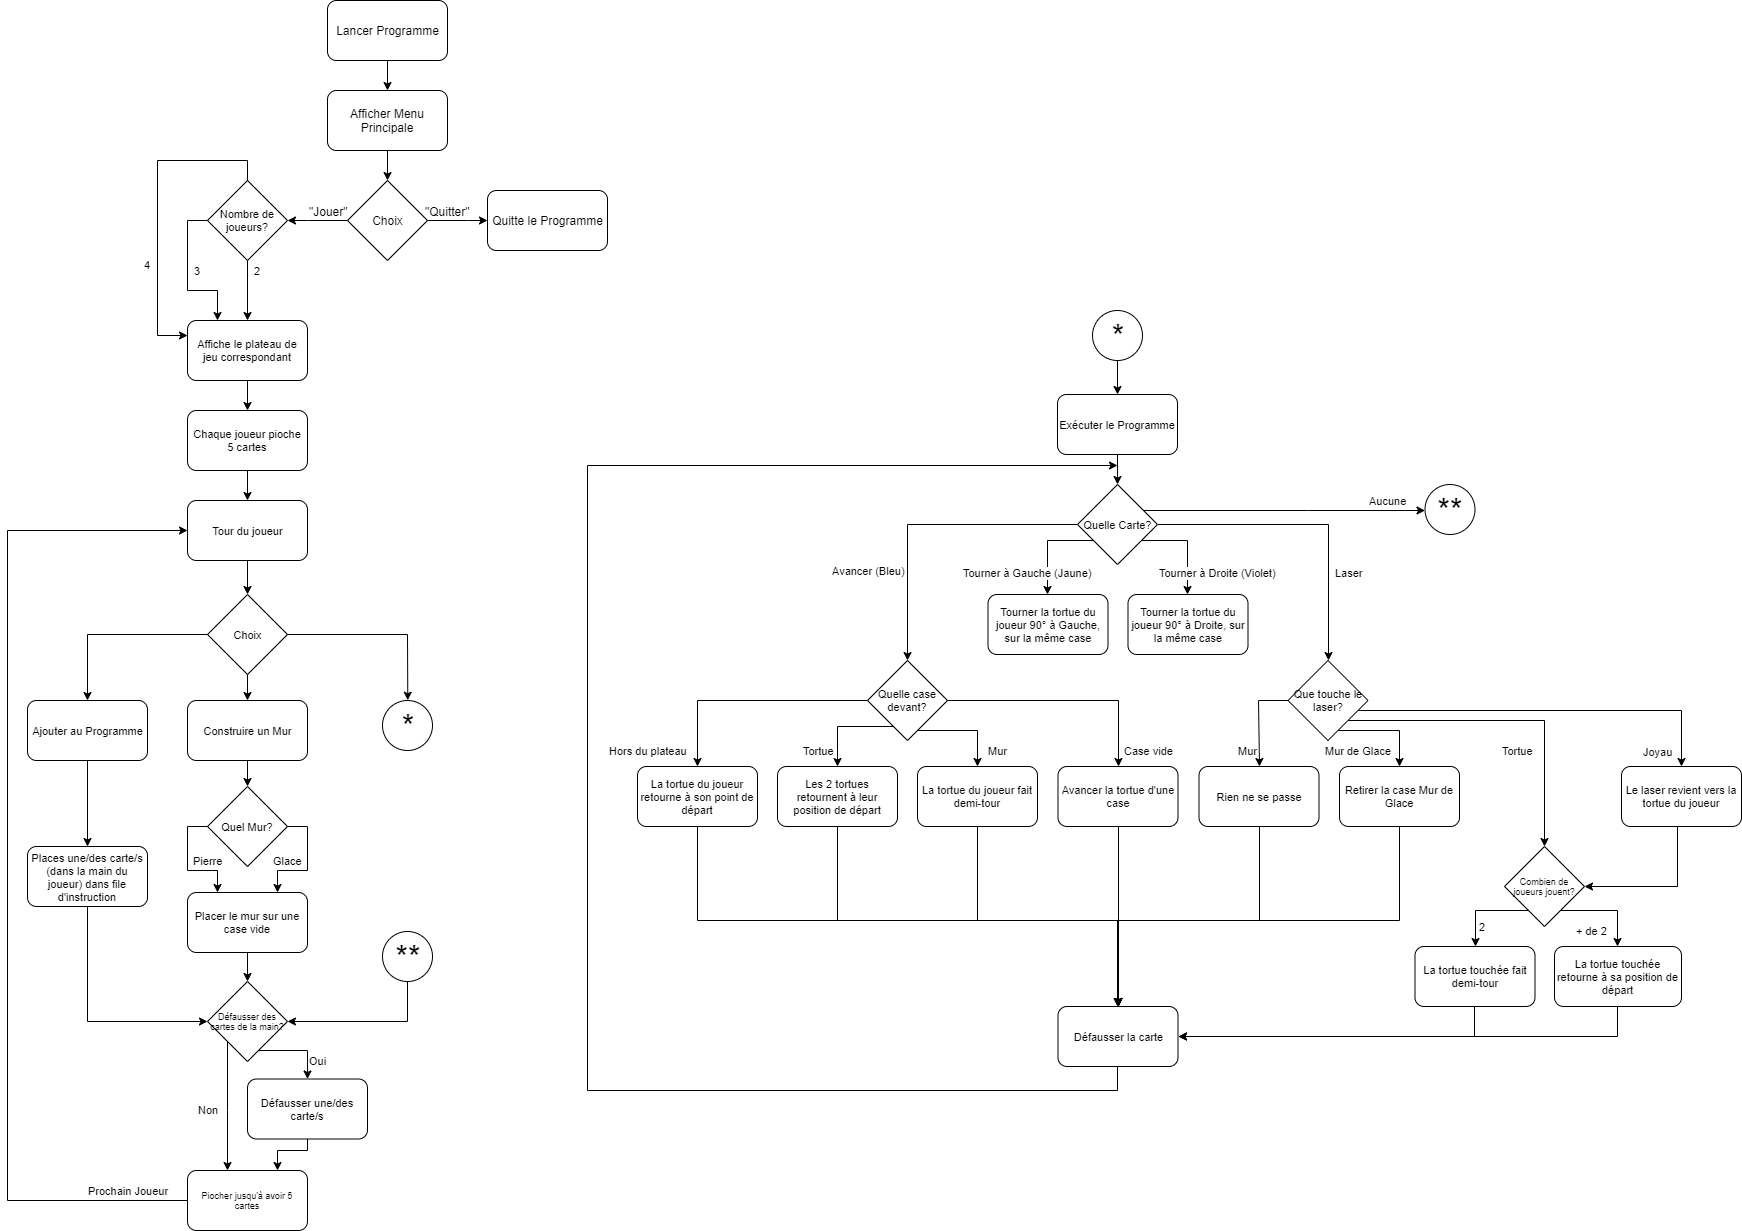 Lancer Programme
Afficher Menu
Principale
Choix
"Jouer"
"Quitter"
Quitte le Programme
Nombre de
joueurs?
4
3
2
Affiche le plateau de
jeu correspondant
Chaque joueur pioche
5 cartes
Tour du joueur
Choix
Ajouter au Programme
Construire un Mur
*
Quel Mur?
Pierre
Glace
Places une/des carte/s
(dans la main du
joueur) dans file
d'instruction
Placer le mur sur une
case vide
**
Défausser des
cartes de la main?
Oui
Non
Défausser une/des
carte/s
Piocher jusqu'à avoir 5
cartes
Prochain Joueur
*
Exécuter le Programme
Quelle Carte?
Aucune
**
Avancer (Bleu)
Tourner à Gauche (Jaune)
Tourner à Droite (Violet)
Laser
Tourner la tortue du
joueur 90° à Gauche,
sur la même case
Tourner la tortue du
joueur 90° à Droite, sur
la même case
Quelle case
devant?
Que touche le
laser?
Hors du plateau
Tortue
Mur
Case vide
Mur
Mur de Glace
Tortue
Joyau
La tortue du joueur
retourne à son point de
départ
Les 2 tortues
retournent à leur
position de départ
La tortue du joueur fait
demi-tour
Avancer la tortue d'une
case
Rien ne se passe
Retirer la case Mur de
Glace
Le laser revient vers la
tortue du joueur
Combien de
joueurs jouent?
2
+ de 2
La tortue touchée fait
demi-tour
La tortue touchée
retourne à sa position de
départ
Défausser la carte